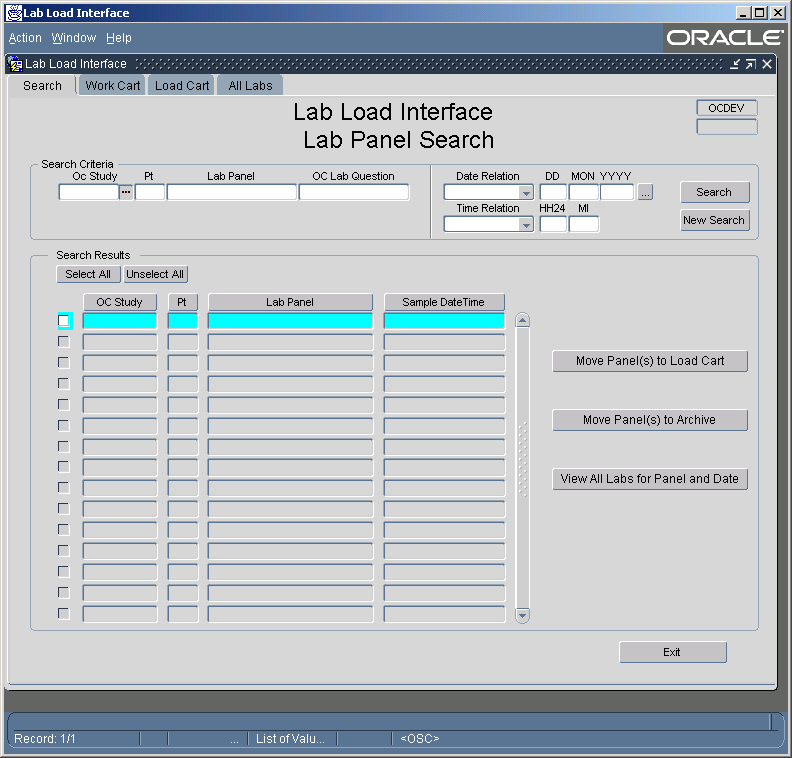 Lab Load Interface
Action Window Help
ORACLE
Lab Load Interface
Search Work Cart Load Cart All Labs
Lab Load Interface
OCDEV
Lab Panel Search
Search Criteria
Oc Study Pt Lab Panel OC Lab Question Date Relation DD MON YYYY
... ... Search
Time Relation HH24 MI
New Search
Search Results
Select All Unselect All
OC Study Pt Lab Panel Sample DateTime
Move Panel(s) to Load Cart
Move Panel(s) to Archive
View All Labs for Panel and Date
Exit
Record: 1/1 ... List of Valu... <OSC>